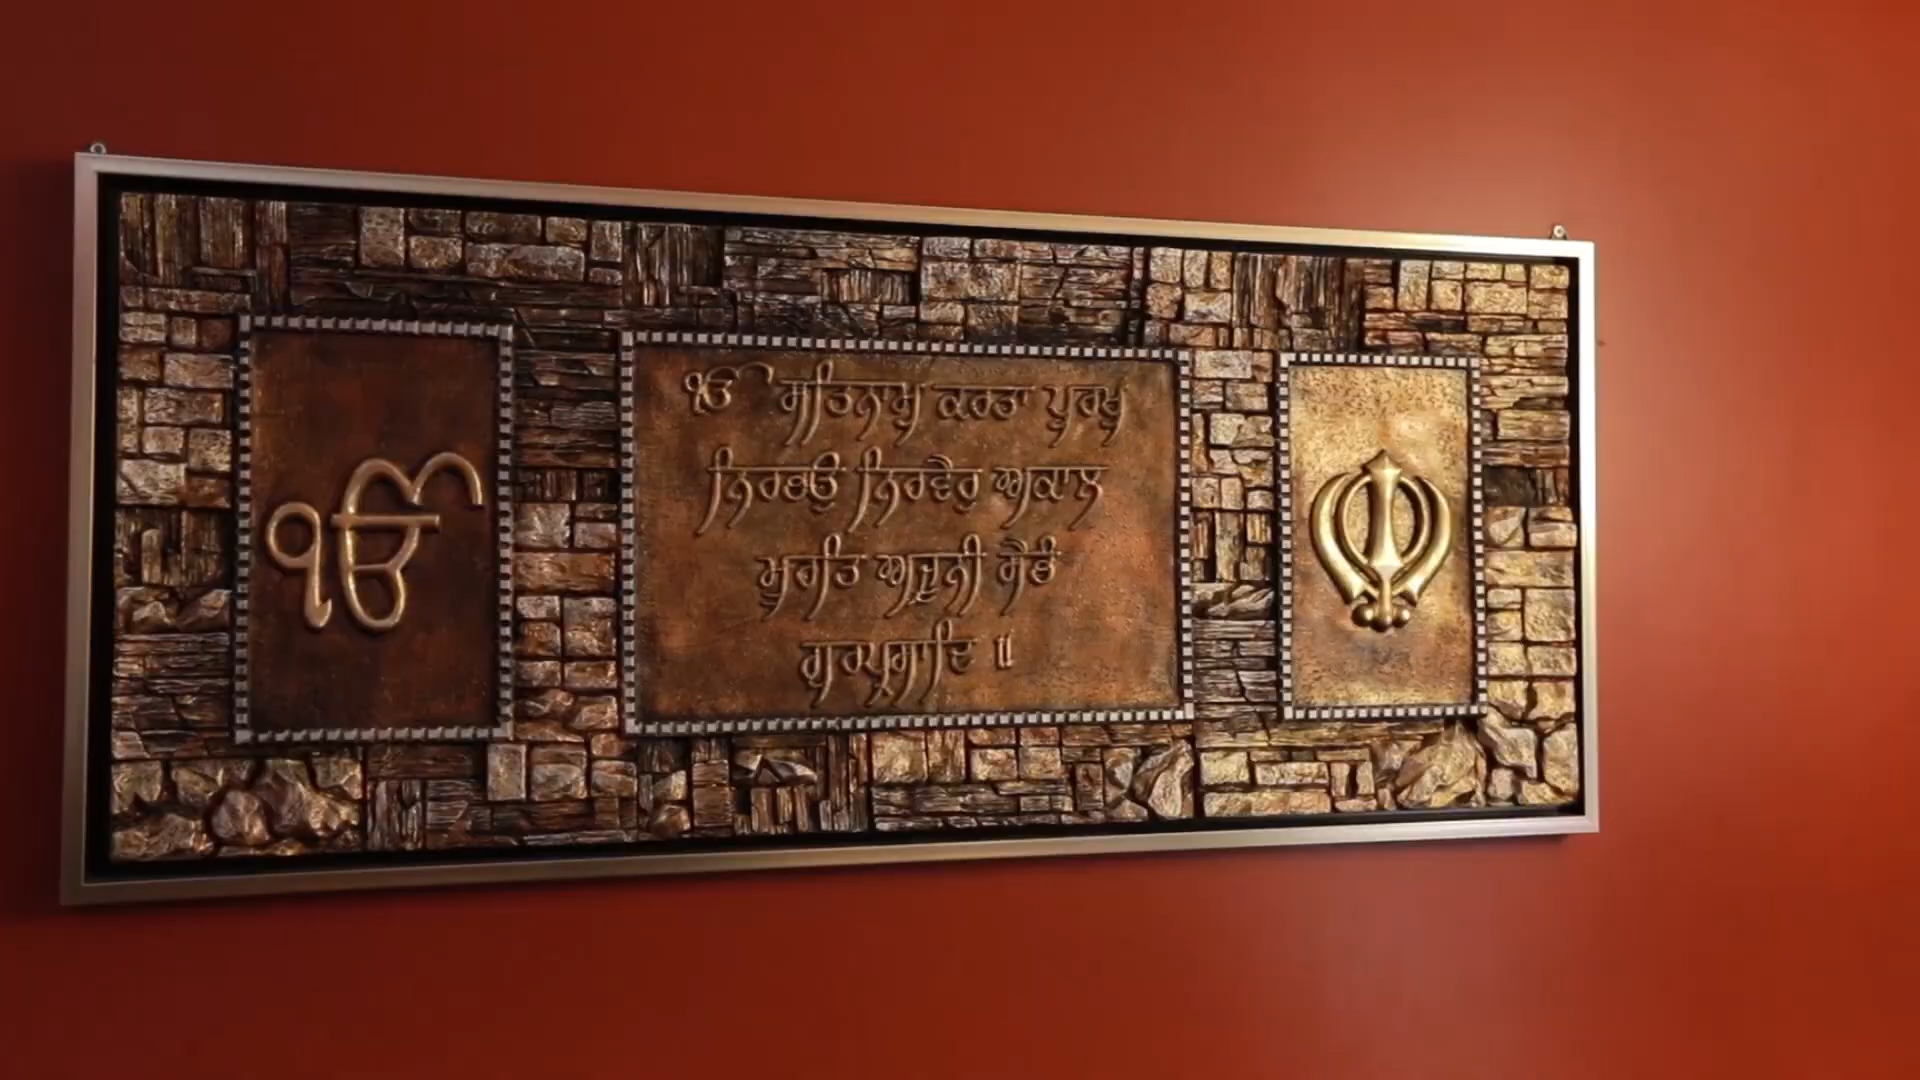 ੴ
ੴ ਸਤਿਨਾਮੁ ਕਰਤਾ ਪੁਰਖੁ
ਨਿਰਭਉ ਨਿਰਵੈਰੁ ਅਕਾਲ
ਮੂਰਤਿ ਅਜੂਨੀ ਸੈਭੰ
ਗੁਰਪ੍ਰਸਾਦਿ ॥